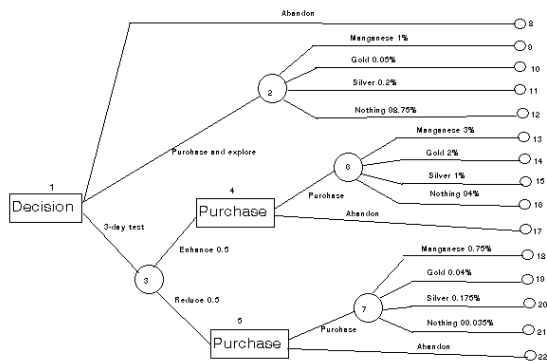 Abandon
8
Manganese 1%
9
Gold 0.05%
10
2
Silver 0.2%
11
Nothing 98.75%
12
Purchase and explore
Manganese 3%
13
Gold 2%
14
6
Silver 1%
15
Nothing 94%
16
1
Decision
4
Purchase
Purchase
Abandon
17
3-day test
Enhance 0.5
Manganese 0.75%
18
3
Gold 0.04%
19
Reduce 0.5
7
Silver 0.175%
20
Nothing 99.035%
21
5
Purchase
Purchase
Abandon
22